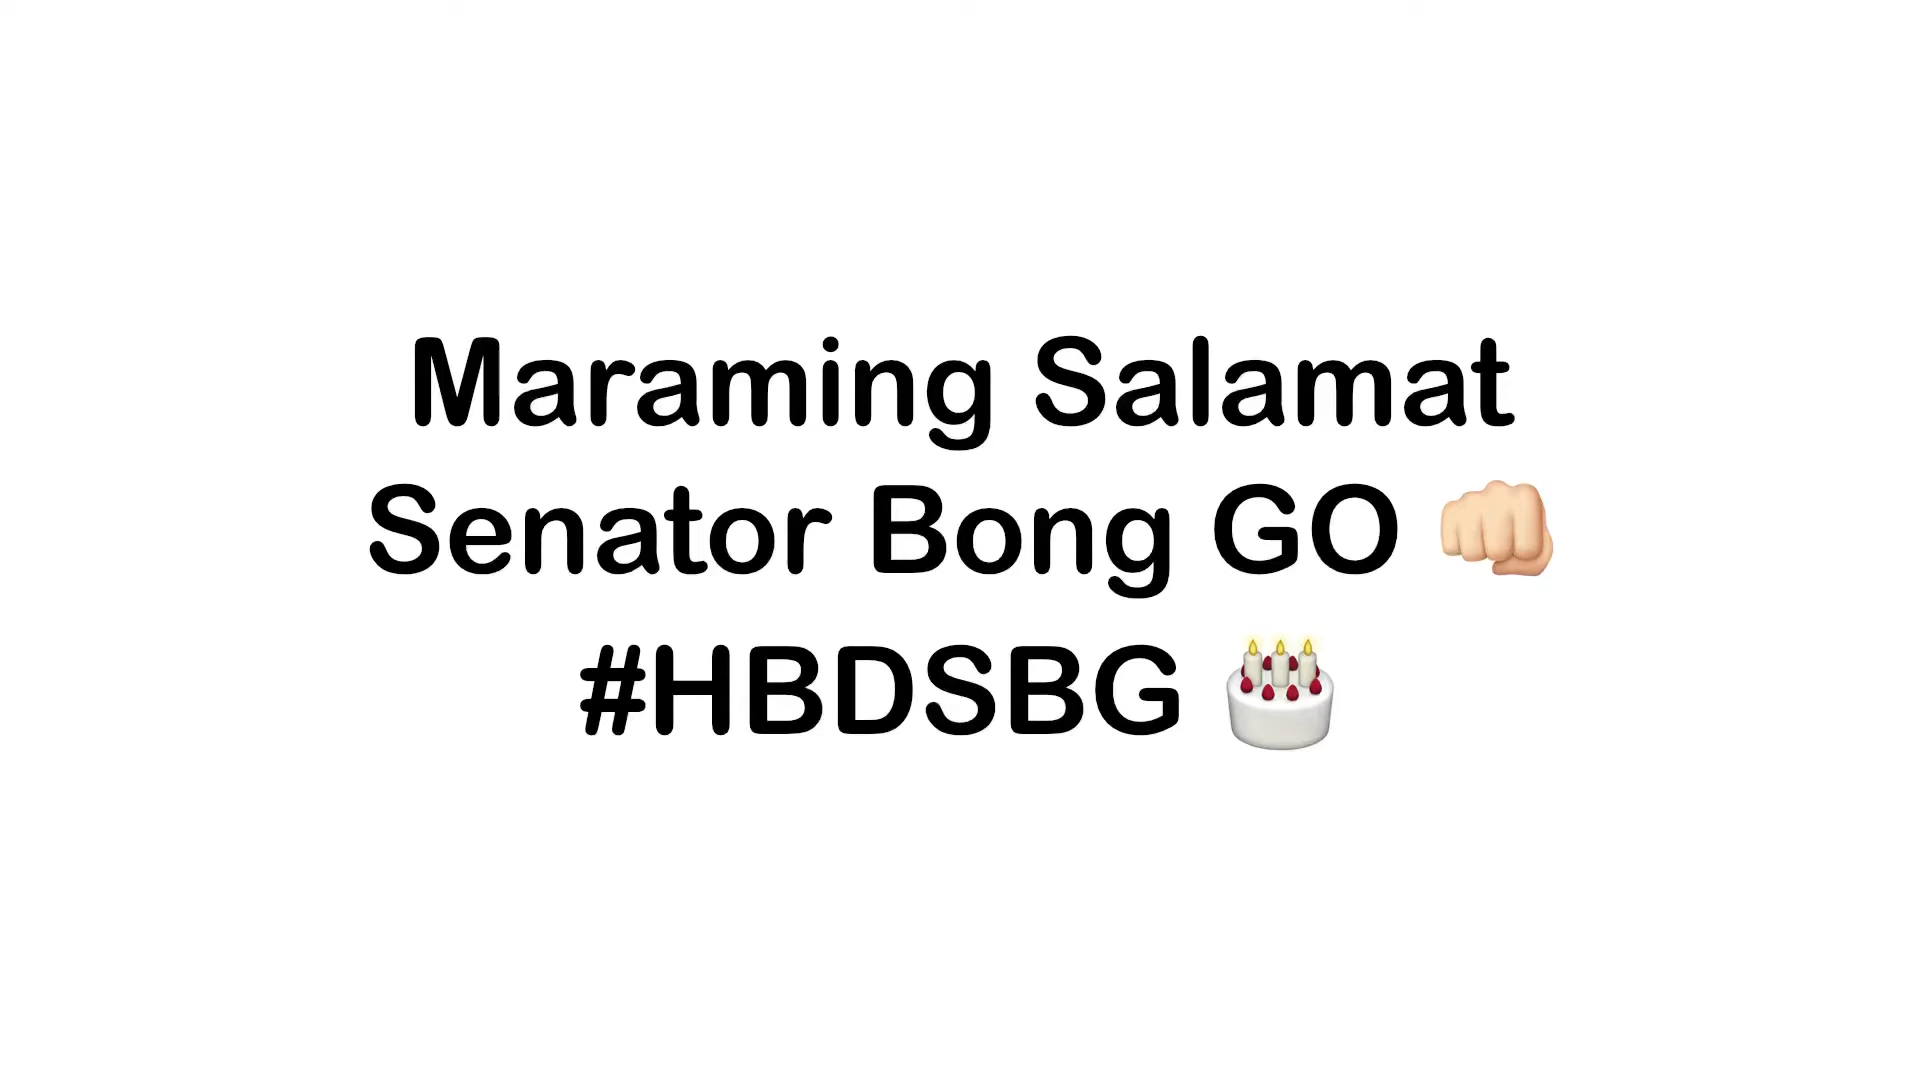 Maraming Salamat
Senator Bong GO 👊🏻
#HBDSBG 🎂